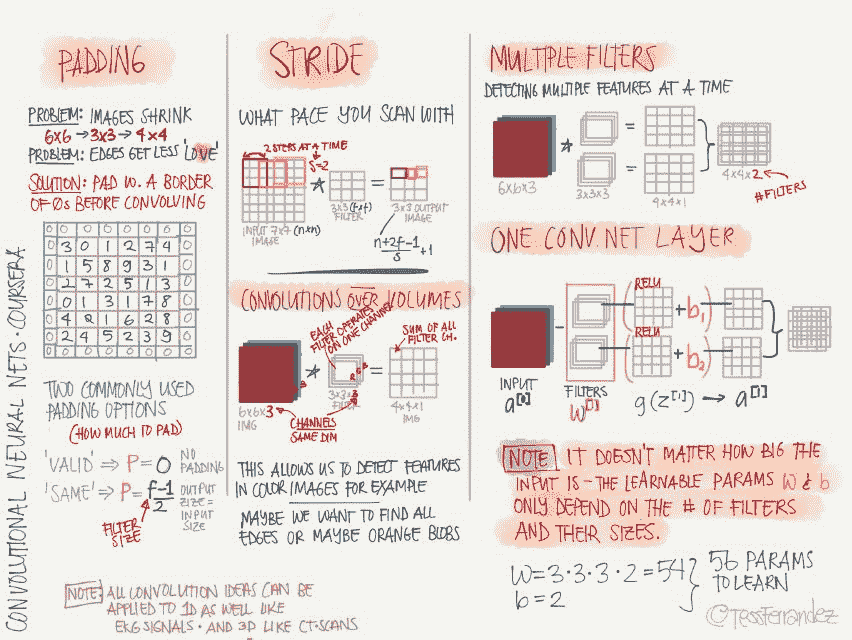 CONVOLUTIONAL NEURAL NETS · COURSERA
PADDING
PROBLEM: IMAGES SHRINK
6x6 → 3x3 → 4x4
PROBLEM: EDGES GET LESS 'LOVE'
SOLUTION: PAD W. A BORDER
OF 0s BEFORE CONVOLVING
0 0 0 0 0 0 0 0
0 3 0 1 2 7 4 0
0 1 5 8 9 3 1 0
0 2 7 2 5 1 3 0
0 0 1 3 1 7 8 0
0 4 2 1 6 2 8 0
0 2 4 5 2 3 9 0
0 0 0 0 0 0 0 0
TWO COMMONLY USED
PADDING OPTIONS
(HOW MUCH TO PAD)
'VALID' ⇒ P = 0 NO
PADDING
'SAME' ⇒ P = f-1/2 OUTPUT
SIZE =
INPUT
SIZE
FILTER
SIZE
NOTE: ALL CONVOLUTION IDEAS CAN BE
APPLIED TO 1D AS WELL LIKE
EKG SIGNALS · AND 3D LIKE CT-SCANS
STRIDE
WHAT PACE YOU SCAN WITH
2 STEPS AT A TIME
S=2
* =
INPUT 7x7 (nxn)
IMAGE
3x3 (fxf)
FILTER
3x3 OUTPUT
IMAGE
n+2f-1/s +1
CONVOLUTIONS OVER VOLUMES
EACH
FILTER OPERATES
ON ONE CHANNEL
SUM OF ALL
FILTER CH.
* =
R G B
6x6x3
IMG
3x3x3
FILTER
4x4x1
IMG
CHANNELS
SAME DIM
THIS ALLOWS US TO DETECT FEATURES
IN COLOR IMAGES FOR EXAMPLE
MAYBE WE WANT TO FIND ALL
EDGES OR MAYBE ORANGE BLOBS
MULTIPLE FILTERS
DETECTING MULTIPLE FEATURES AT A TIME
* =
=
6x6x3
3x3x3
4x4x1
4x4x2
#FILTERS
ONE CONV. NET LAYER
RELU
( + b1)
RELU
( + b2)
INPUT
a[0]
FILTERS
W[1]
g(z[1]) → a[1]
NOTE IT DOESN'T MATTER HOW BIG THE
INPUT IS - THE LEARNABLE PARAMS W & b
ONLY DEPEND ON THE # OF FILTERS
AND THEIR SIZES.
W = 3·3·3·2 = 54
b = 2
56 PARAMS
TO LEARN
@TessFerrandez